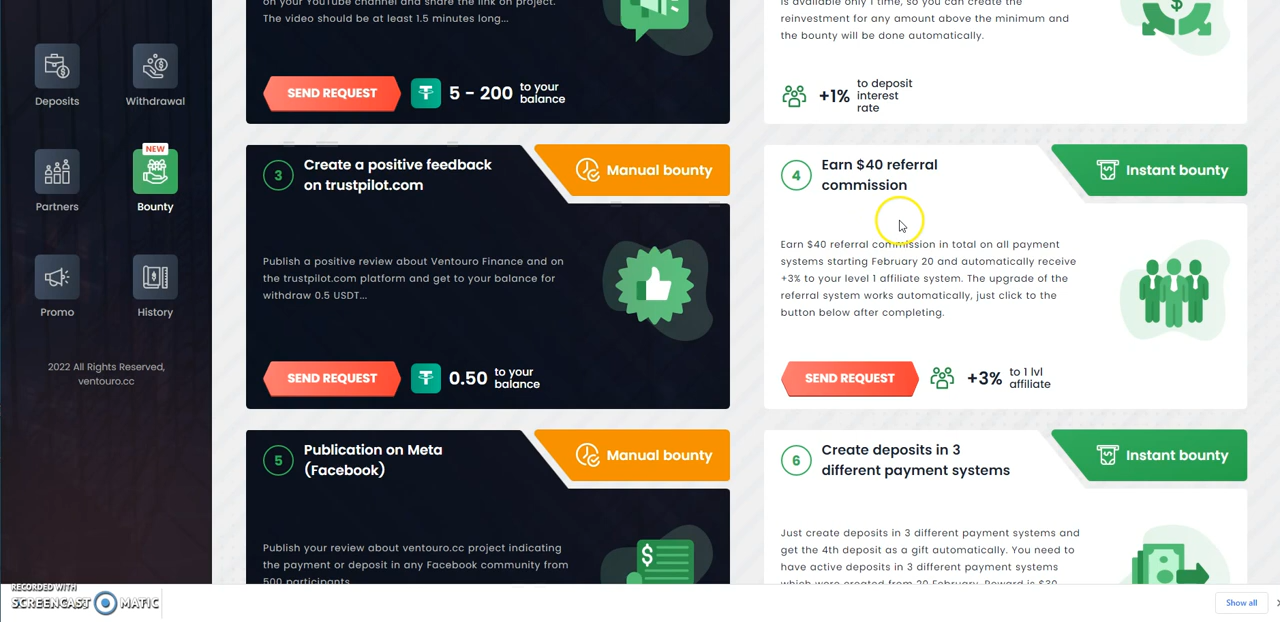 Deposits
Withdrawal
NEW
Partners
Bounty
Promo
History
2022 All Rights Reserved,
ventouro.cc
on your YouTube channel and share the link on project.
The video should be at least 1.5 minutes long...
SEND REQUEST
5 - 200
to your
balance
is available only 1 time, so you can create the
reinvestment for any amount above the minimum and
the bounty will be done automatically.
+1%
to deposit
interest
rate
3
Create a positive feedback
on trustpilot.com
Manual bounty
Publish a positive review about Ventouro Finance and on
the trustpilot.com platform and get to your balance for
withdraw 0.5 USDT...
SEND REQUEST
0.50
to your
balance
4
Earn $40 referral
commission
Instant bounty
Earn $40 referral commission in total on all payment
systems starting February 20 and automatically receive
+3% to your level 1 affiliate system. The upgrade of the
referral system works automatically, just click to the
button below after completing.
SEND REQUEST
+3%
to 1 lvl
affiliate
5
Publication on Meta
(Facebook)
Manual bounty
Publish your review about ventouro.cc project indicating
the payment or deposit in any Facebook community from
500 participants
6
Create deposits in 3
different payment systems
Instant bounty
Just create deposits in 3 different payment systems and
get the 4th deposit as a gift automatically. You need to
have active deposits in 3 different payment systems
which were created from 20 February. Reward is $30
RECORDED WITH
SCREENCAST MATIC
Show all